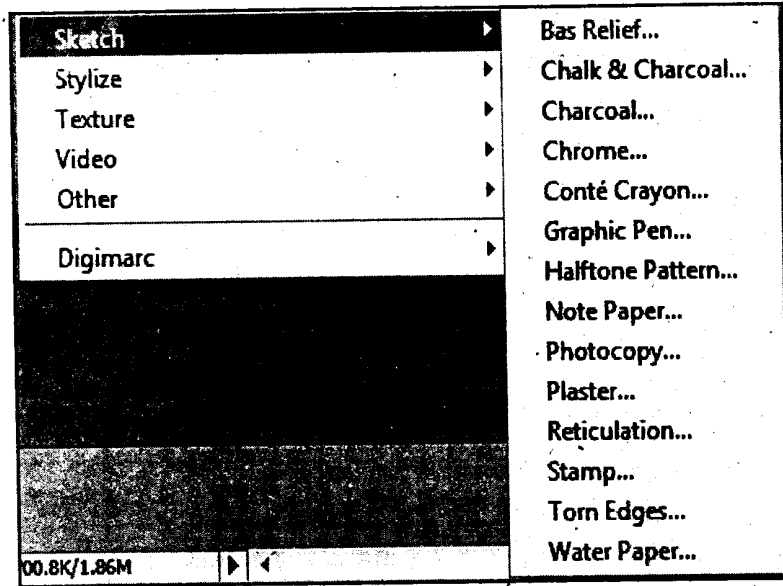 Sketch
Stylize
Texture
Video
Other
Digimarc
00.8K/1.86M
Bas Relief...
Chalk & Charcoal...
Charcoal...
Chrome...
Conté Crayon...
Graphic Pen...
Halftone Pattern...
Note Paper...
Photocopy...
Plaster...
Reticulation...
Stamp...
Torn Edges...
Water Paper...